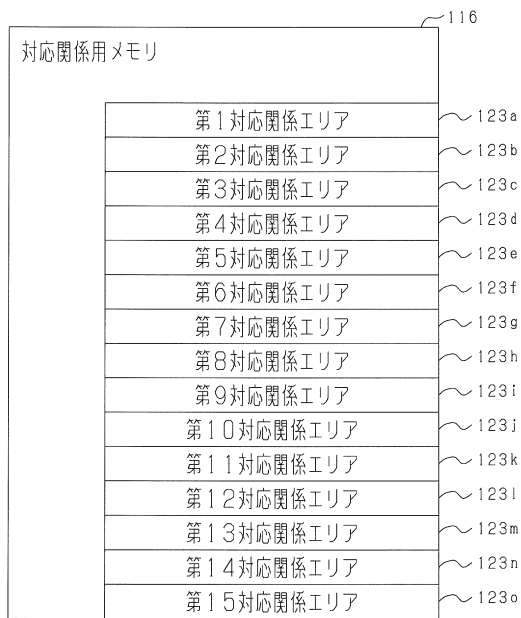 116
対応関係用メモリ
第1対応関係エリア 123a
第2対応関係エリア 123b
第3対応関係エリア 123c
第4対応関係エリア 123d
第5対応関係エリア 123e
第6対応関係エリア 123f
第7対応関係エリア 123g
第8対応関係エリア 123h
第9対応関係エリア 123i
第10対応関係エリア 123j
第11対応関係エリア 123k
第12対応関係エリア 123l
第13対応関係エリア 123m
第14対応関係エリア 123n
第15対応関係エリア 123o